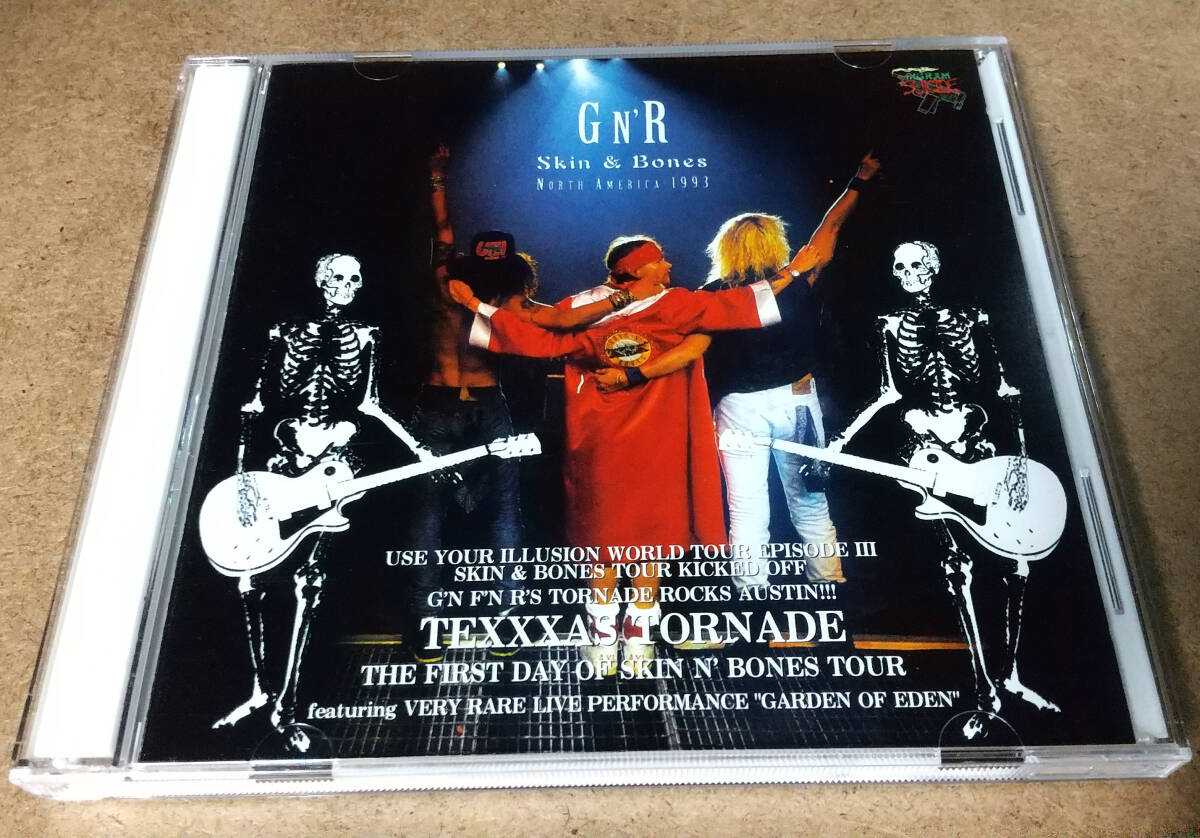 G N' R
Skin & Bones
NORTH AMERICA 1993
USE YOUR ILLUSION WORLD TOUR EPISODE III
SKIN & BONES TOUR KICKED OFF
G'N F'N R'S TORNADE ROCKS AUSTIN!!!
TEXXXAS TORNADE
THE FIRST DAY OF SKIN N' BONES TOUR
featuring VERY RARE LIVE PERFORMANCE "GARDEN OF EDEN"